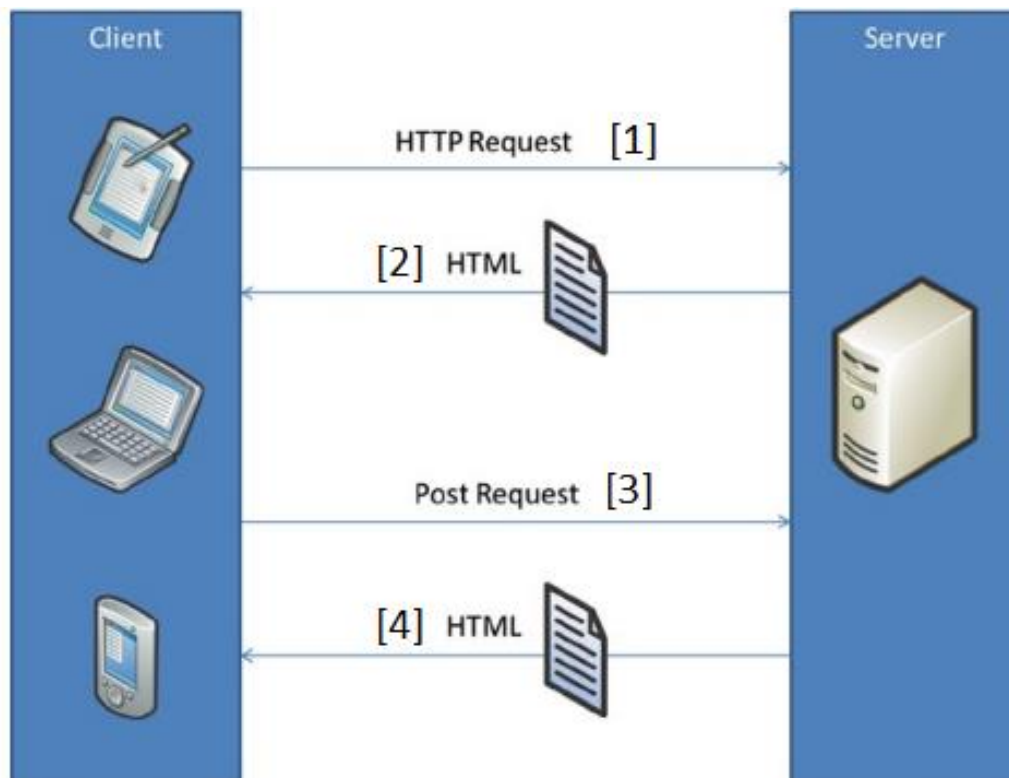 Client
Server
HTTP Request [1]
[2] HTML
Post Request [3]
[4] HTML